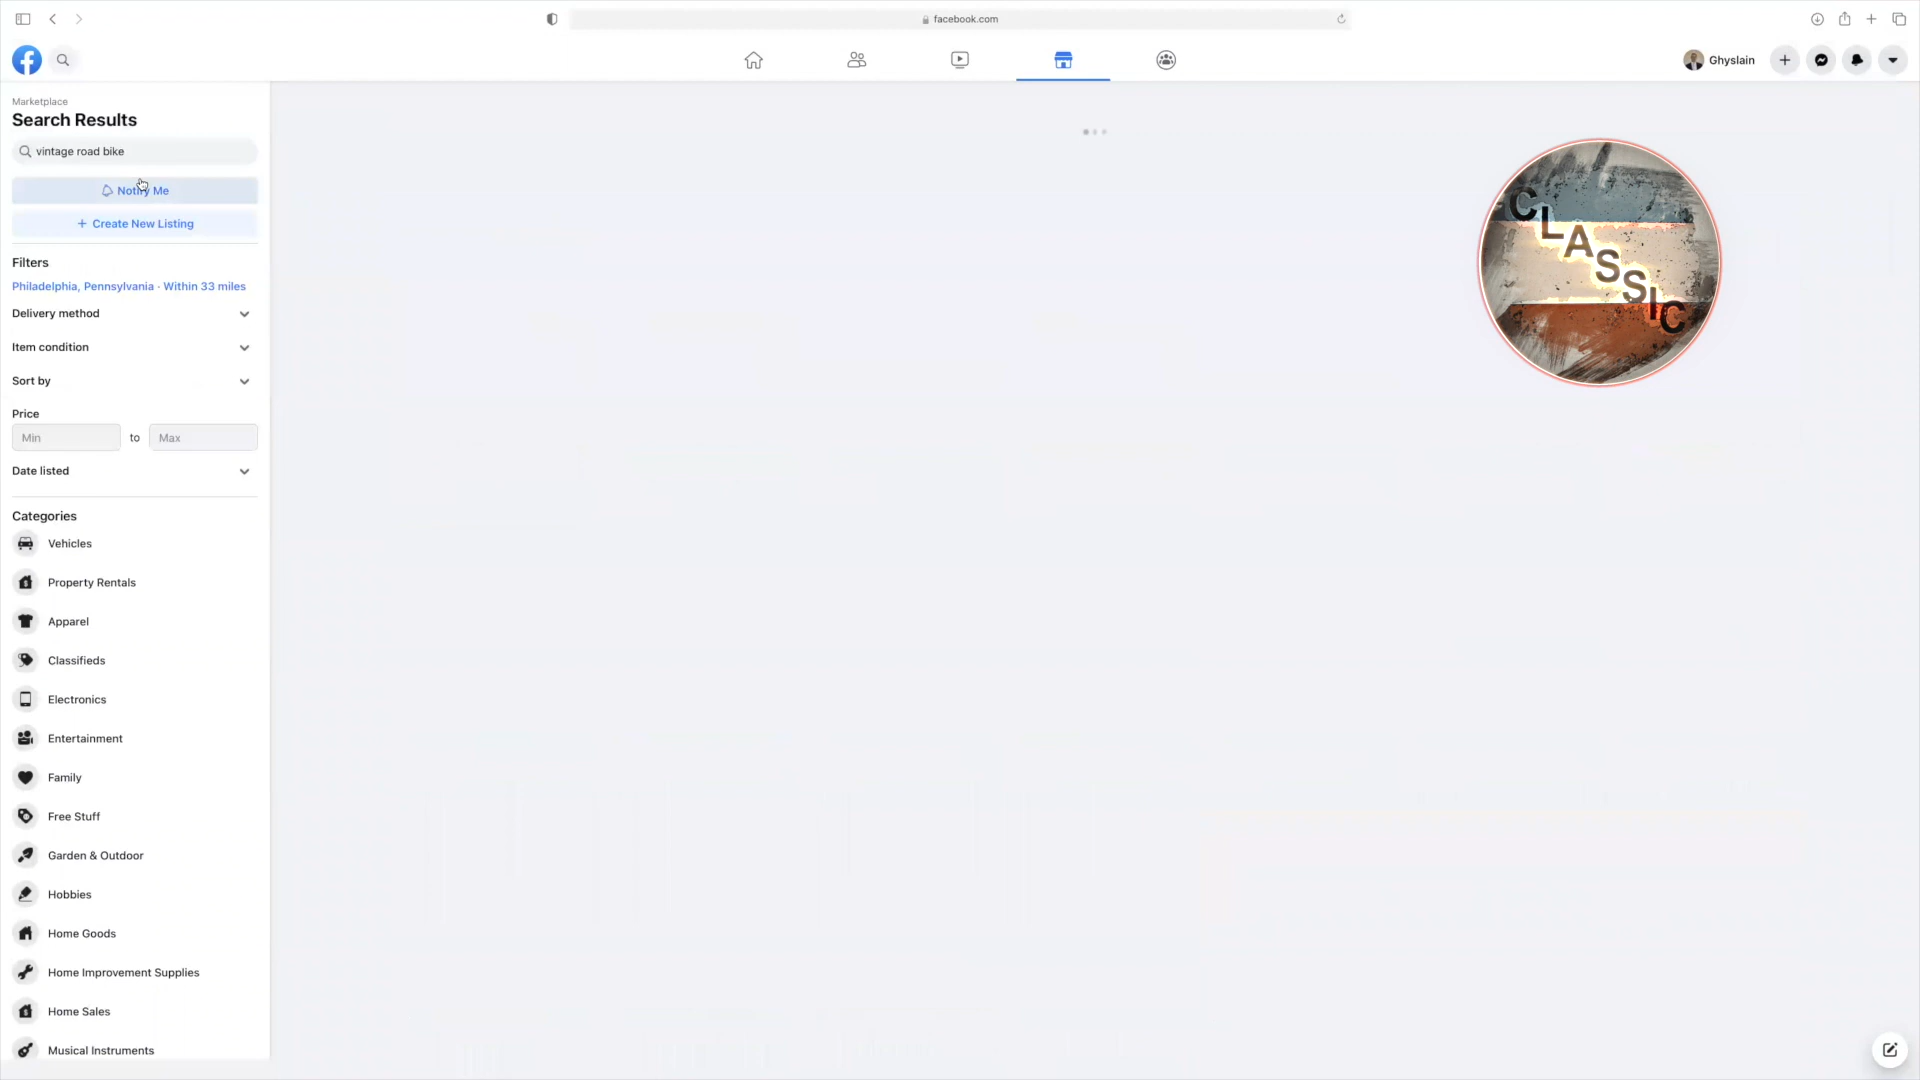 facebook.com
Ghyslain
Marketplace
Search Results
vintage road bike
Notify Me
+ Create New Listing
Filters
Philadelphia, Pennsylvania · Within 33 miles
Delivery method
Item condition
Sort by
Price
Min to Max
Date listed
Categories
Vehicles
Property Rentals
Apparel
Classifieds
Electronics
Entertainment
Family
Free Stuff
Garden & Outdoor
Hobbies
Home Goods
Home Improvement Supplies
Home Sales
Musical Instruments
CLASSIC